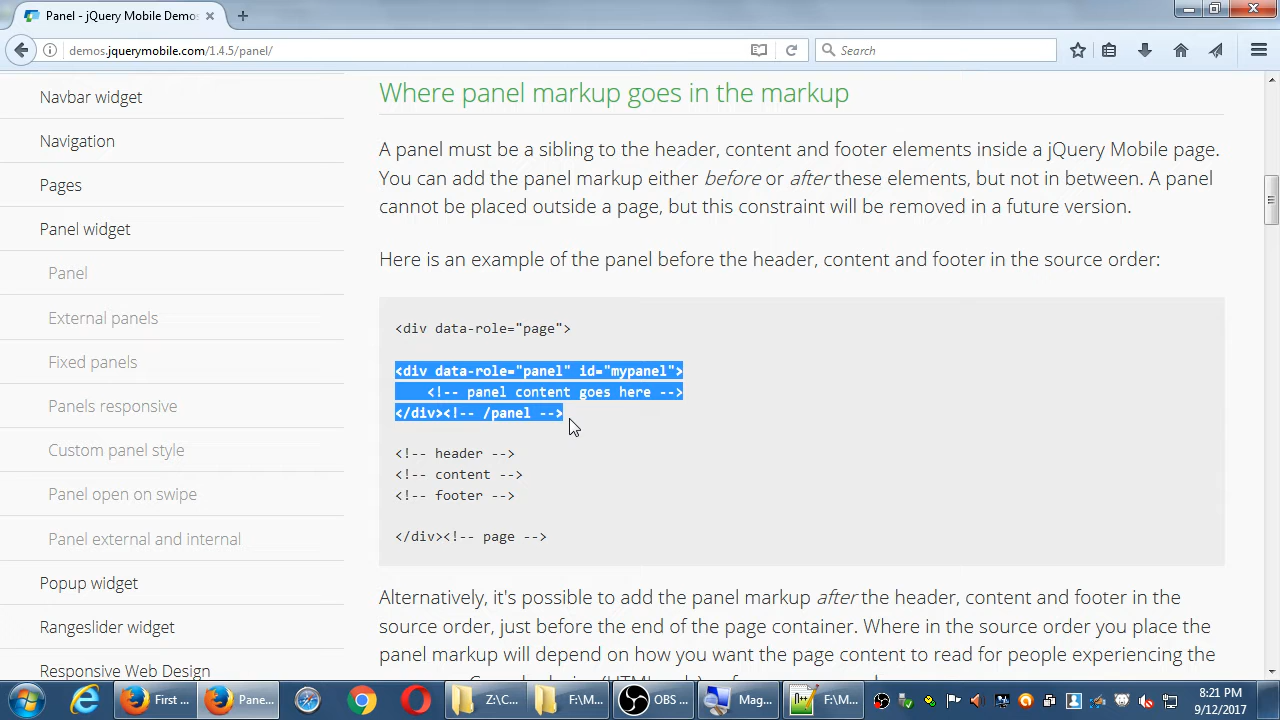 Panel - jQuery Mobile Demos
demos.jquerymobile.com/1.4.5/panel/
Search
Navbar widget
Navigation
Pages
Panel widget
Panel
External panels
Fixed panels
Panels responsive
Custom panel style
Panel open on swipe
Panel external and internal
Popup widget
Rangeslider widget
Responsive Web Design
Where panel markup goes in the markup
A panel must be a sibling to the header, content and footer elements inside a jQuery Mobile page.
You can add the panel markup either before or after these elements, but not in between. A panel
cannot be placed outside a page, but this constraint will be removed in a future version.
Here is an example of the panel before the header, content and footer in the source order:
<div data-role="page">
<div data-role="panel" id="mypanel">
<!-- panel content goes here -->
</div><!-- /panel -->
<!-- header -->
<!-- content -->
<!-- footer -->
</div><!-- page -->
Alternatively, it's possible to add the panel markup after the header, content and footer in the
source order, just before the end of the page container. Where in the source order you place the
panel markup will depend on how you want the page content to read for people experiencing the
First ...
Pane...
Z:\C...
F:\M...
OBS ...
Mag...
F:\M...
8:21 PM
9/12/2017